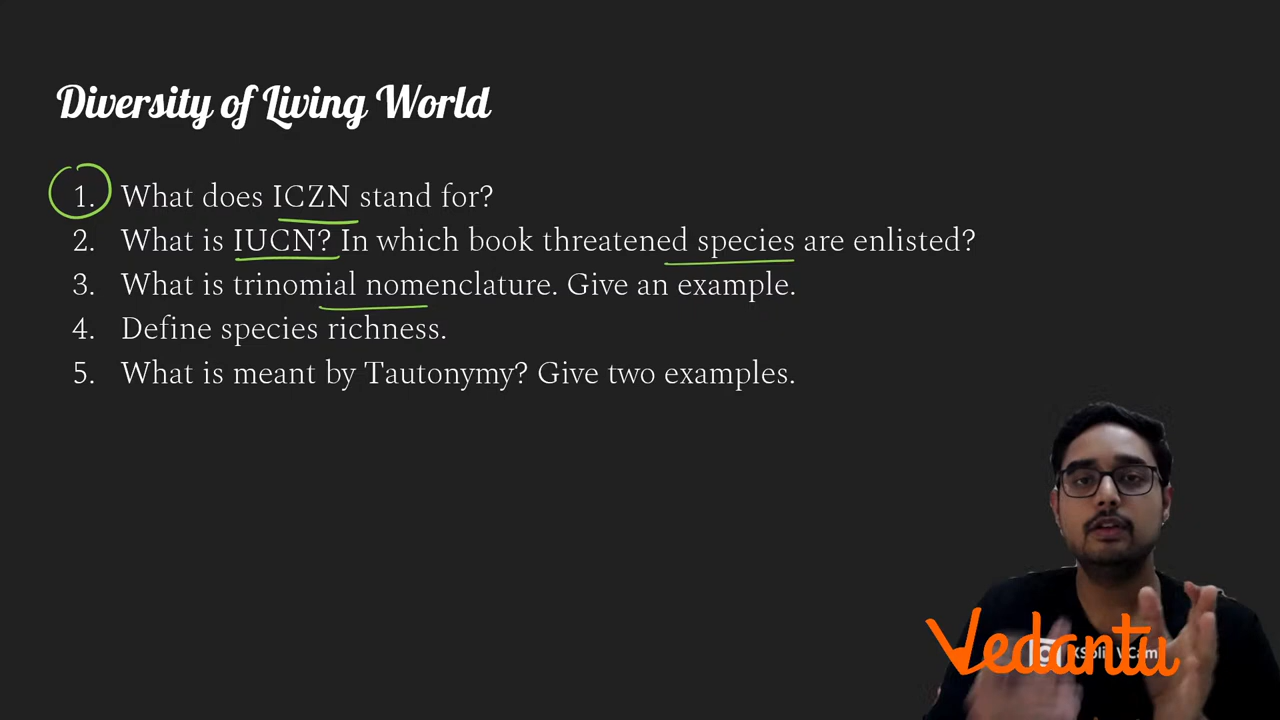 Diversity of Living World
1. What does ICZN stand for?
2. What is IUCN? In which book threatened species are enlisted?
3. What is trinomial nomenclature. Give an example.
4. Define species richness.
5. What is meant by Tautonymy? Give two examples.
Vedantu